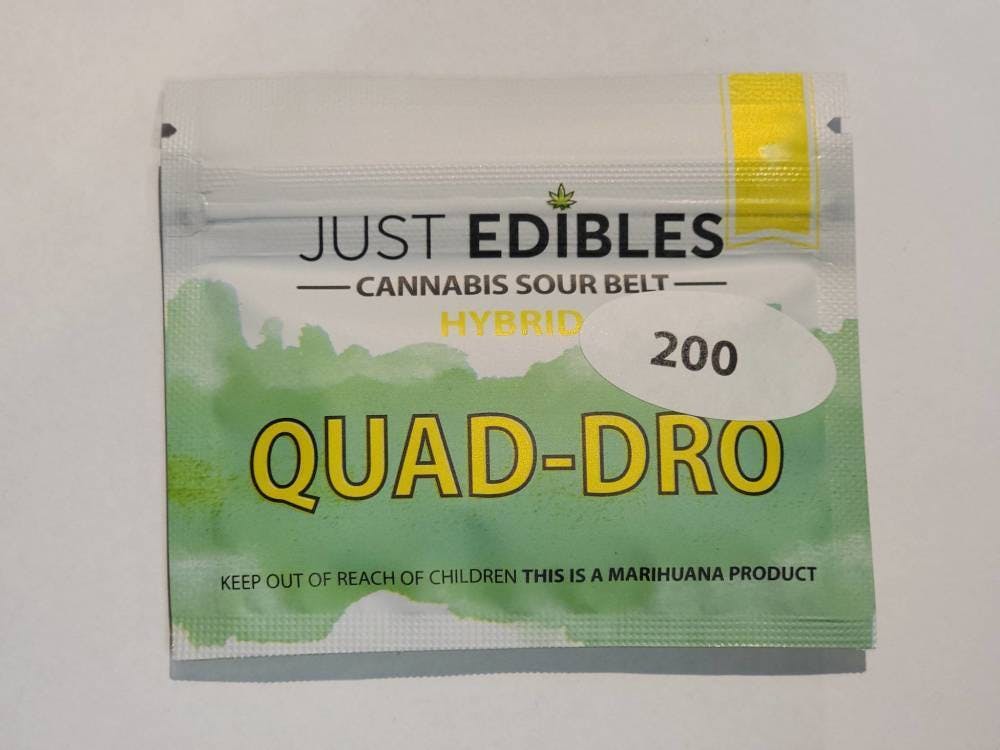 JUST EDIBLES
CANNABIS SOUR BELT
HYBRID
200
QUAD-DRO
KEEP OUT OF REACH OF CHILDREN THIS IS A MARIHUANA PRODUCT